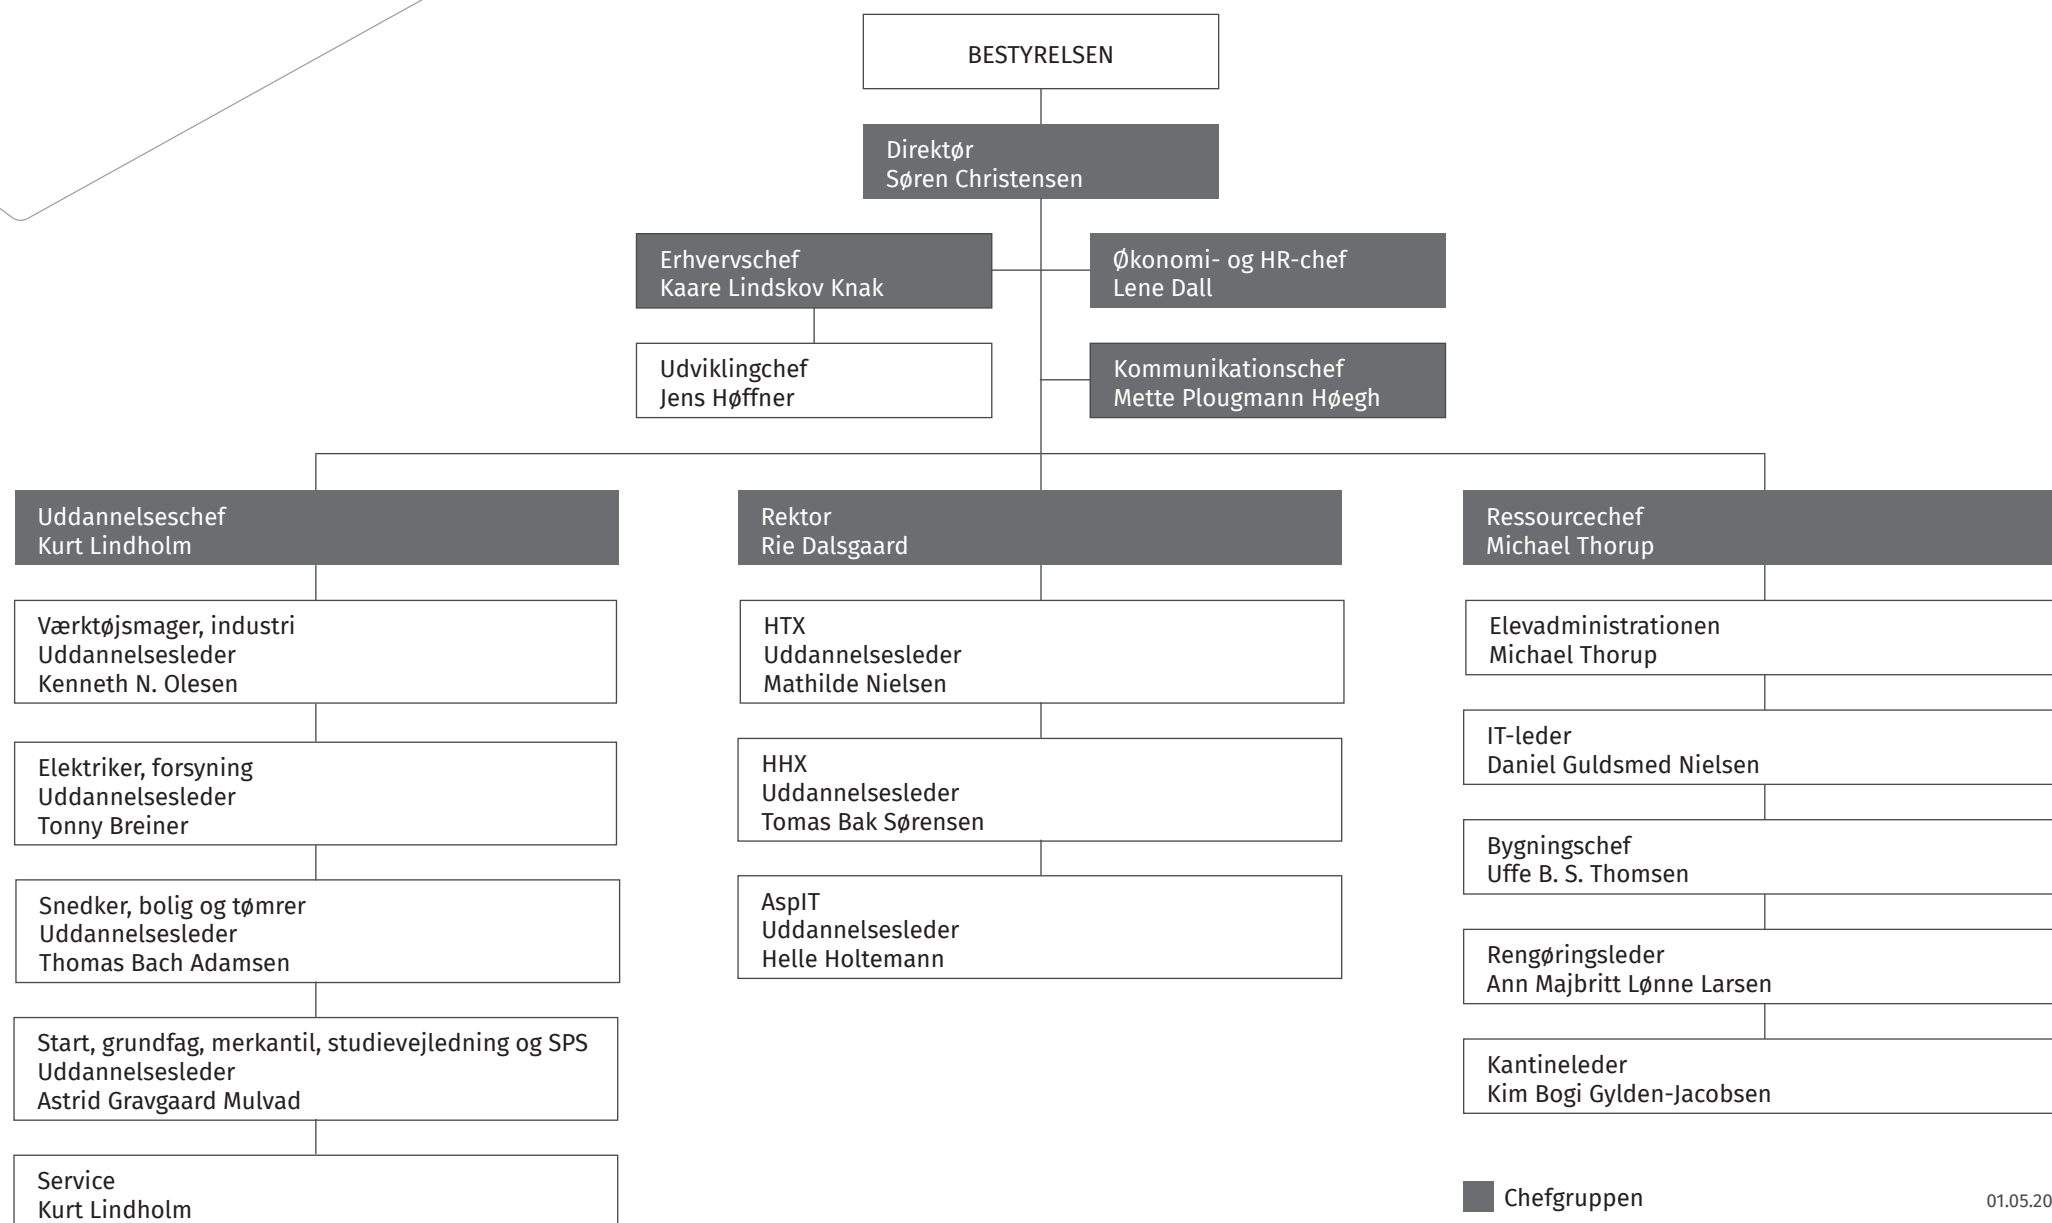 BESTYRELSEN
Direktør
Søren Christensen
Erhvervschef
Kaare Lindskov Knak
Økonomi- og HR-chef
Lene Dall
Udviklingchef
Jens Høffner
Kommunikationschef
Mette Plougmann Høegh
Uddannelseschef
Kurt Lindholm
Værktøjsmager, industri
Uddannelsesleder
Kenneth N. Olesen
Elektriker, forsyning
Uddannelsesleder
Tonny Breiner
Snedker, bolig og tømrer
Uddannelsesleder
Thomas Bach Adamsen
Start, grundfag, merkantil, studievejledning og SPS
Uddannelsesleder
Astrid Gravgaard Mulvad
Service
Kurt Lindholm
Rektor
Rie Dalsgaard
HTX
Uddannelsesleder
Mathilde Nielsen
HHX
Uddannelsesleder
Tomas Bak Sørensen
AspIT
Uddannelsesleder
Helle Holtemann
Ressourcechef
Michael Thorup
Elevadministrationen
Michael Thorup
IT-leder
Daniel Guldsmed Nielsen
Bygningschef
Uffe B. S. Thomsen
Rengøringsleder
Ann Majbritt Lønne Larsen
Kantineleder
Kim Bogi Gylden-Jacobsen
Chefgruppen
01.05.20